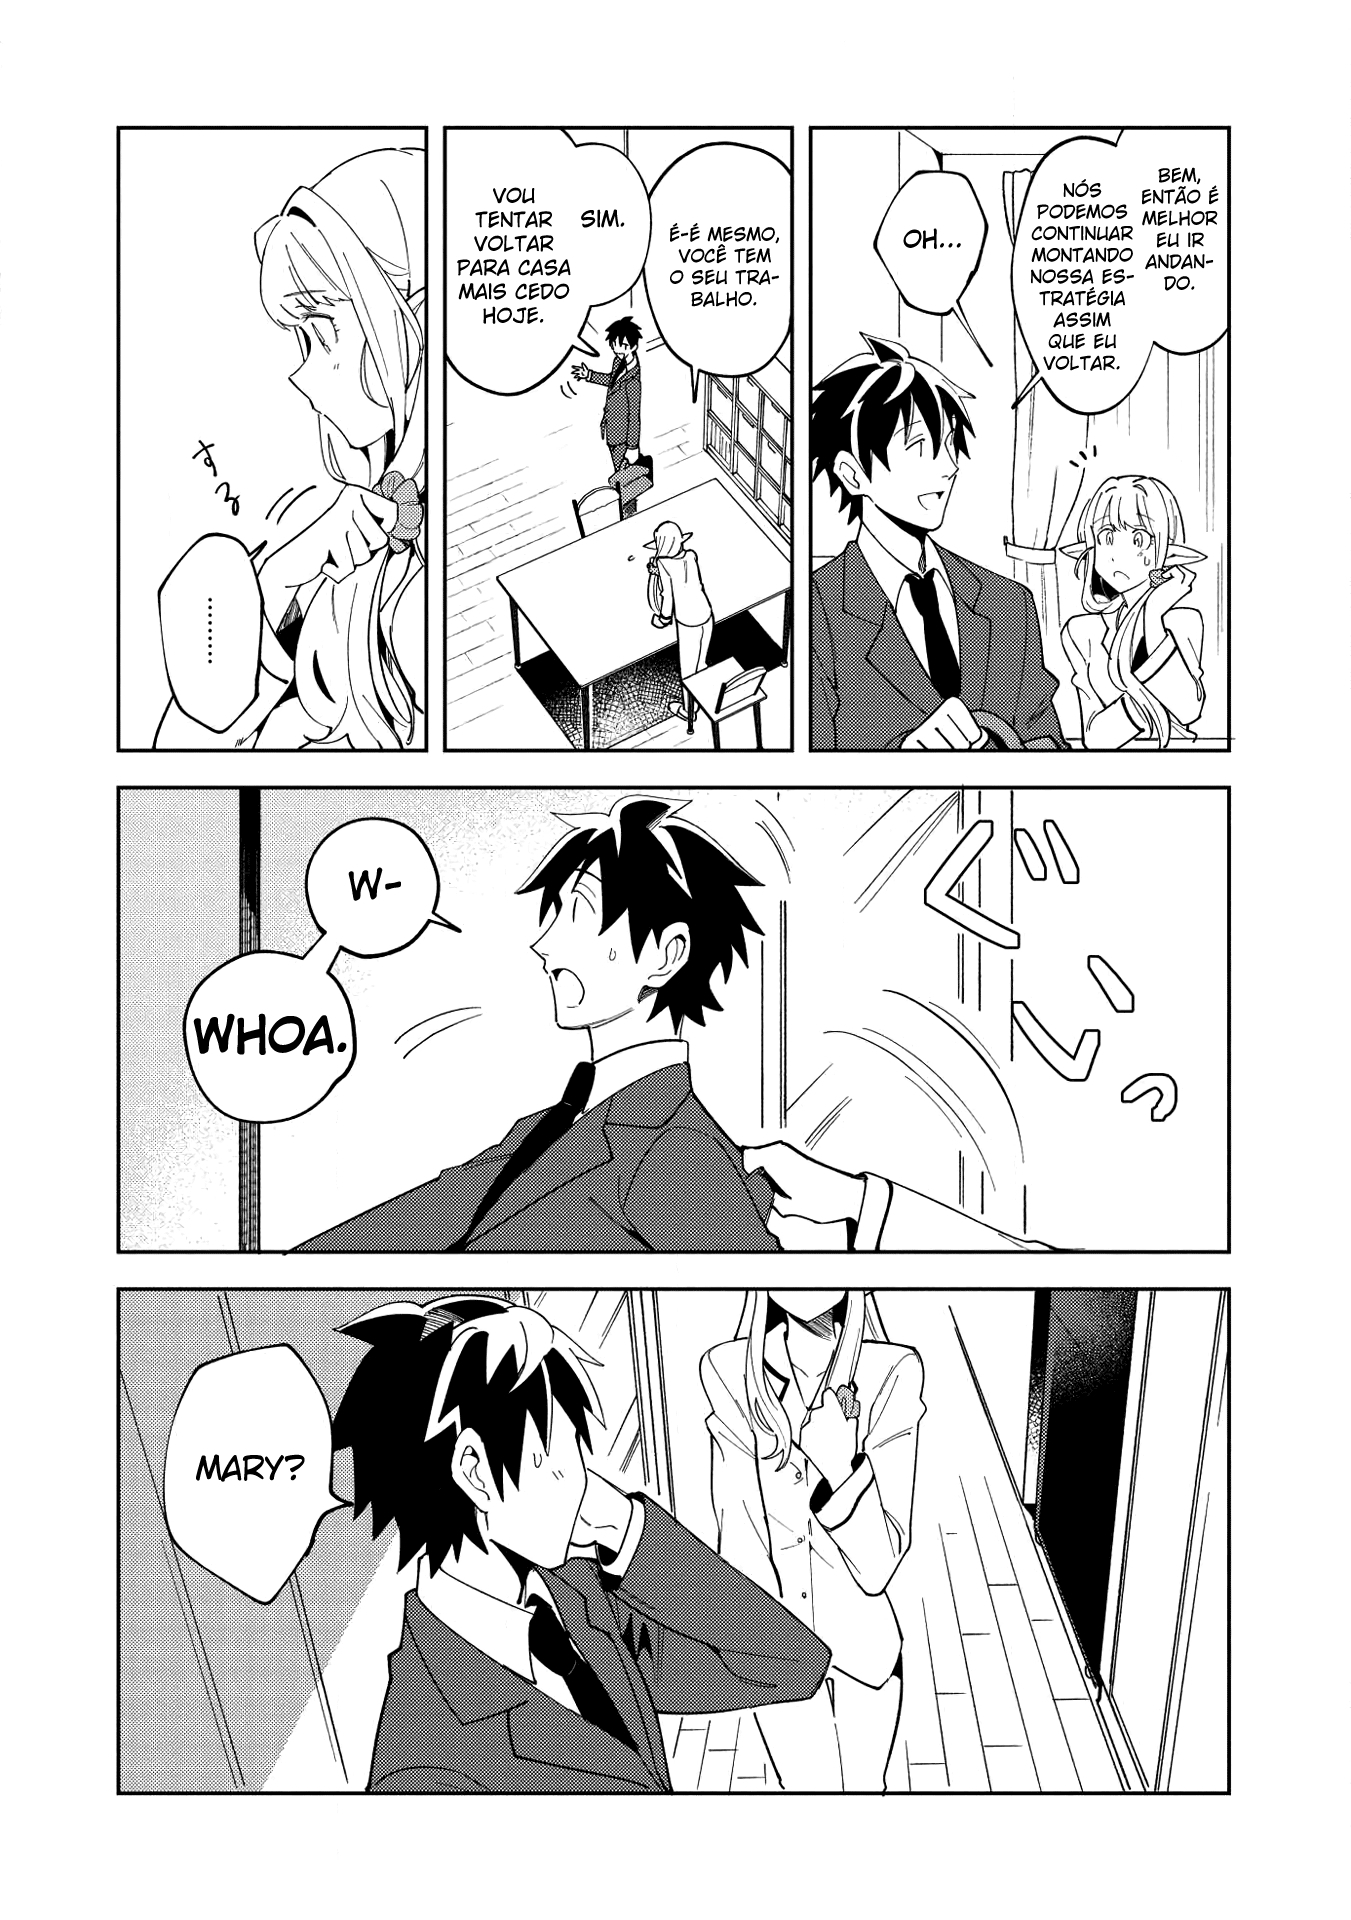 BEM,
ENTÃO É
MELHOR
EU IR
ANDAN-
DO.
NÓS
PODEMOS
CONTINUAR
MONTANDO
NOSSA ES-
TRATÉGIA
ASSIM
QUE EU
VOLTAR.
OH...
É-É MESMO,
VOCÊ TEM
O SEU TRA-
BALHO.
SIM.
VOU
TENTAR
VOLTAR
PARA CASA
MAIS CEDO
HOJE.
する
.........
ぐいっ
W-
WHOA.
MARY?